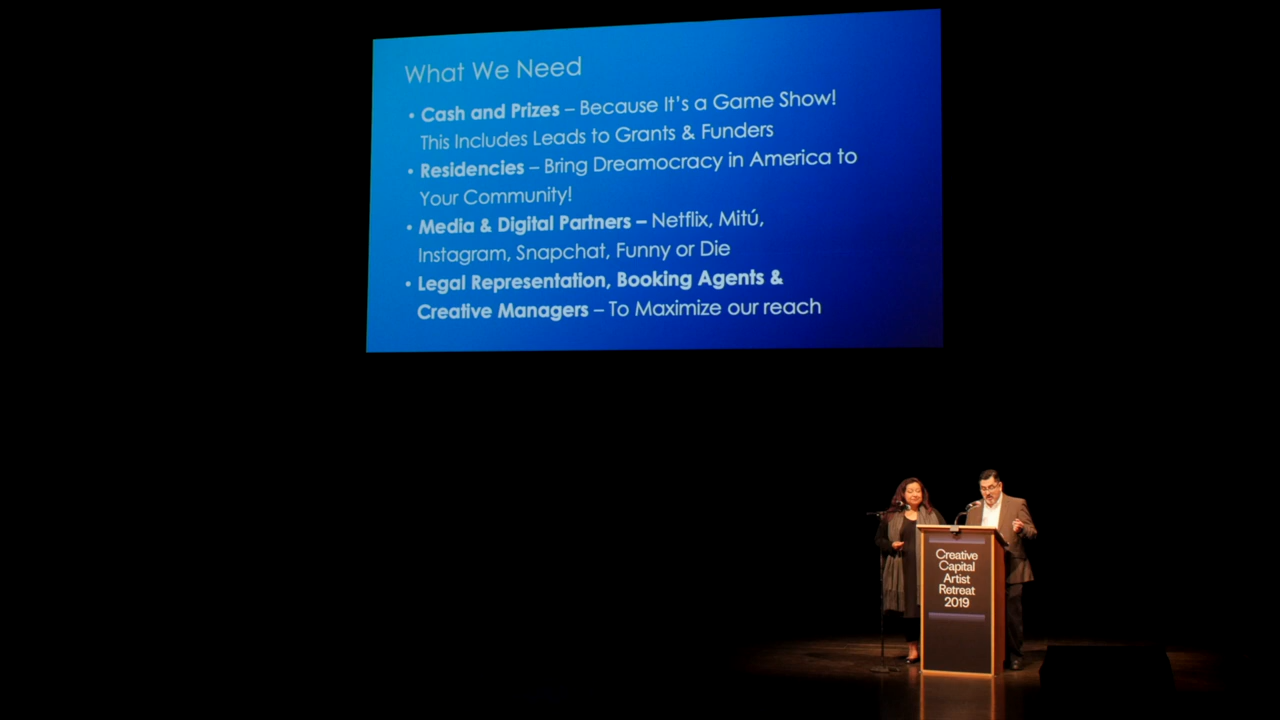 What We Need
• Cash and Prizes – Because It's a Game Show!
This Includes Leads to Grants & Funders
• Residencies – Bring Dreamocracy in America to
Your Community!
• Media & Digital Partners – Netflix, Mitú,
Instagram, Snapchat, Funny or Die
• Legal Representation, Booking Agents &
Creative Managers – To Maximize our reach
Creative
Capital
Artist
Retreat
2019